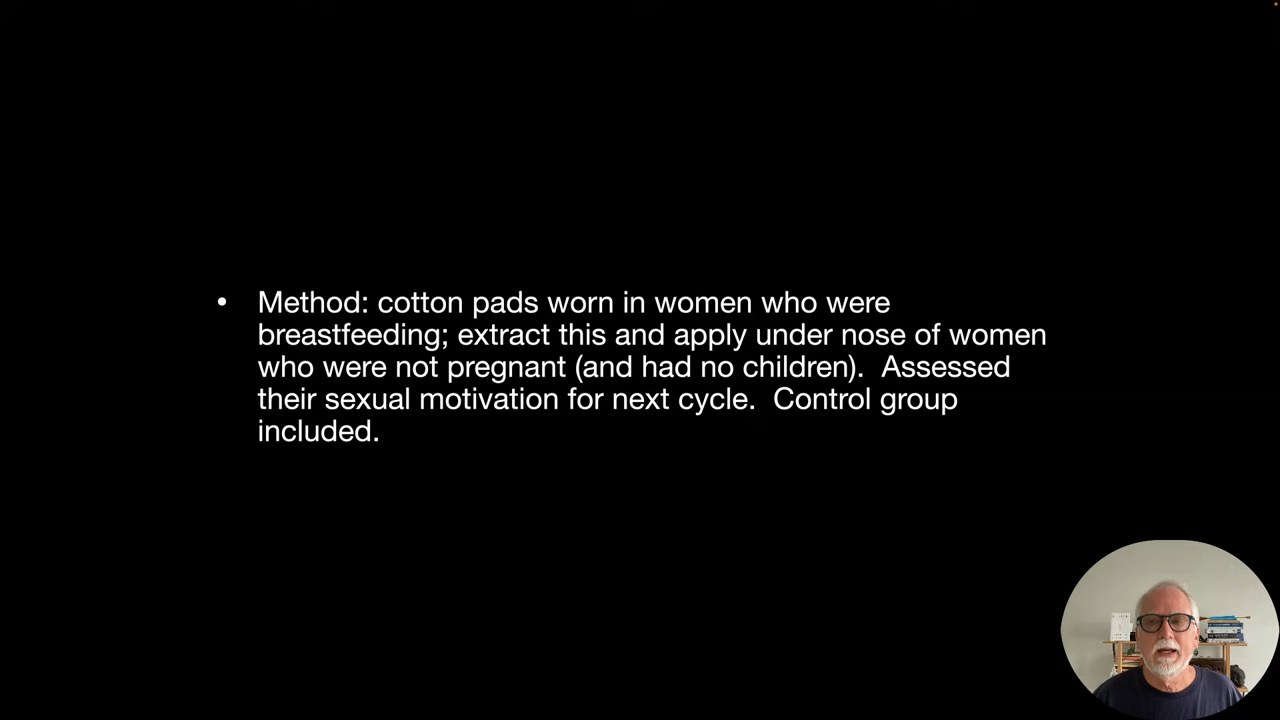 • Method: cotton pads worn in women who were
breastfeeding; extract this and apply under nose of women
who were not pregnant (and had no children).  Assessed
their sexual motivation for next cycle.  Control group
included.